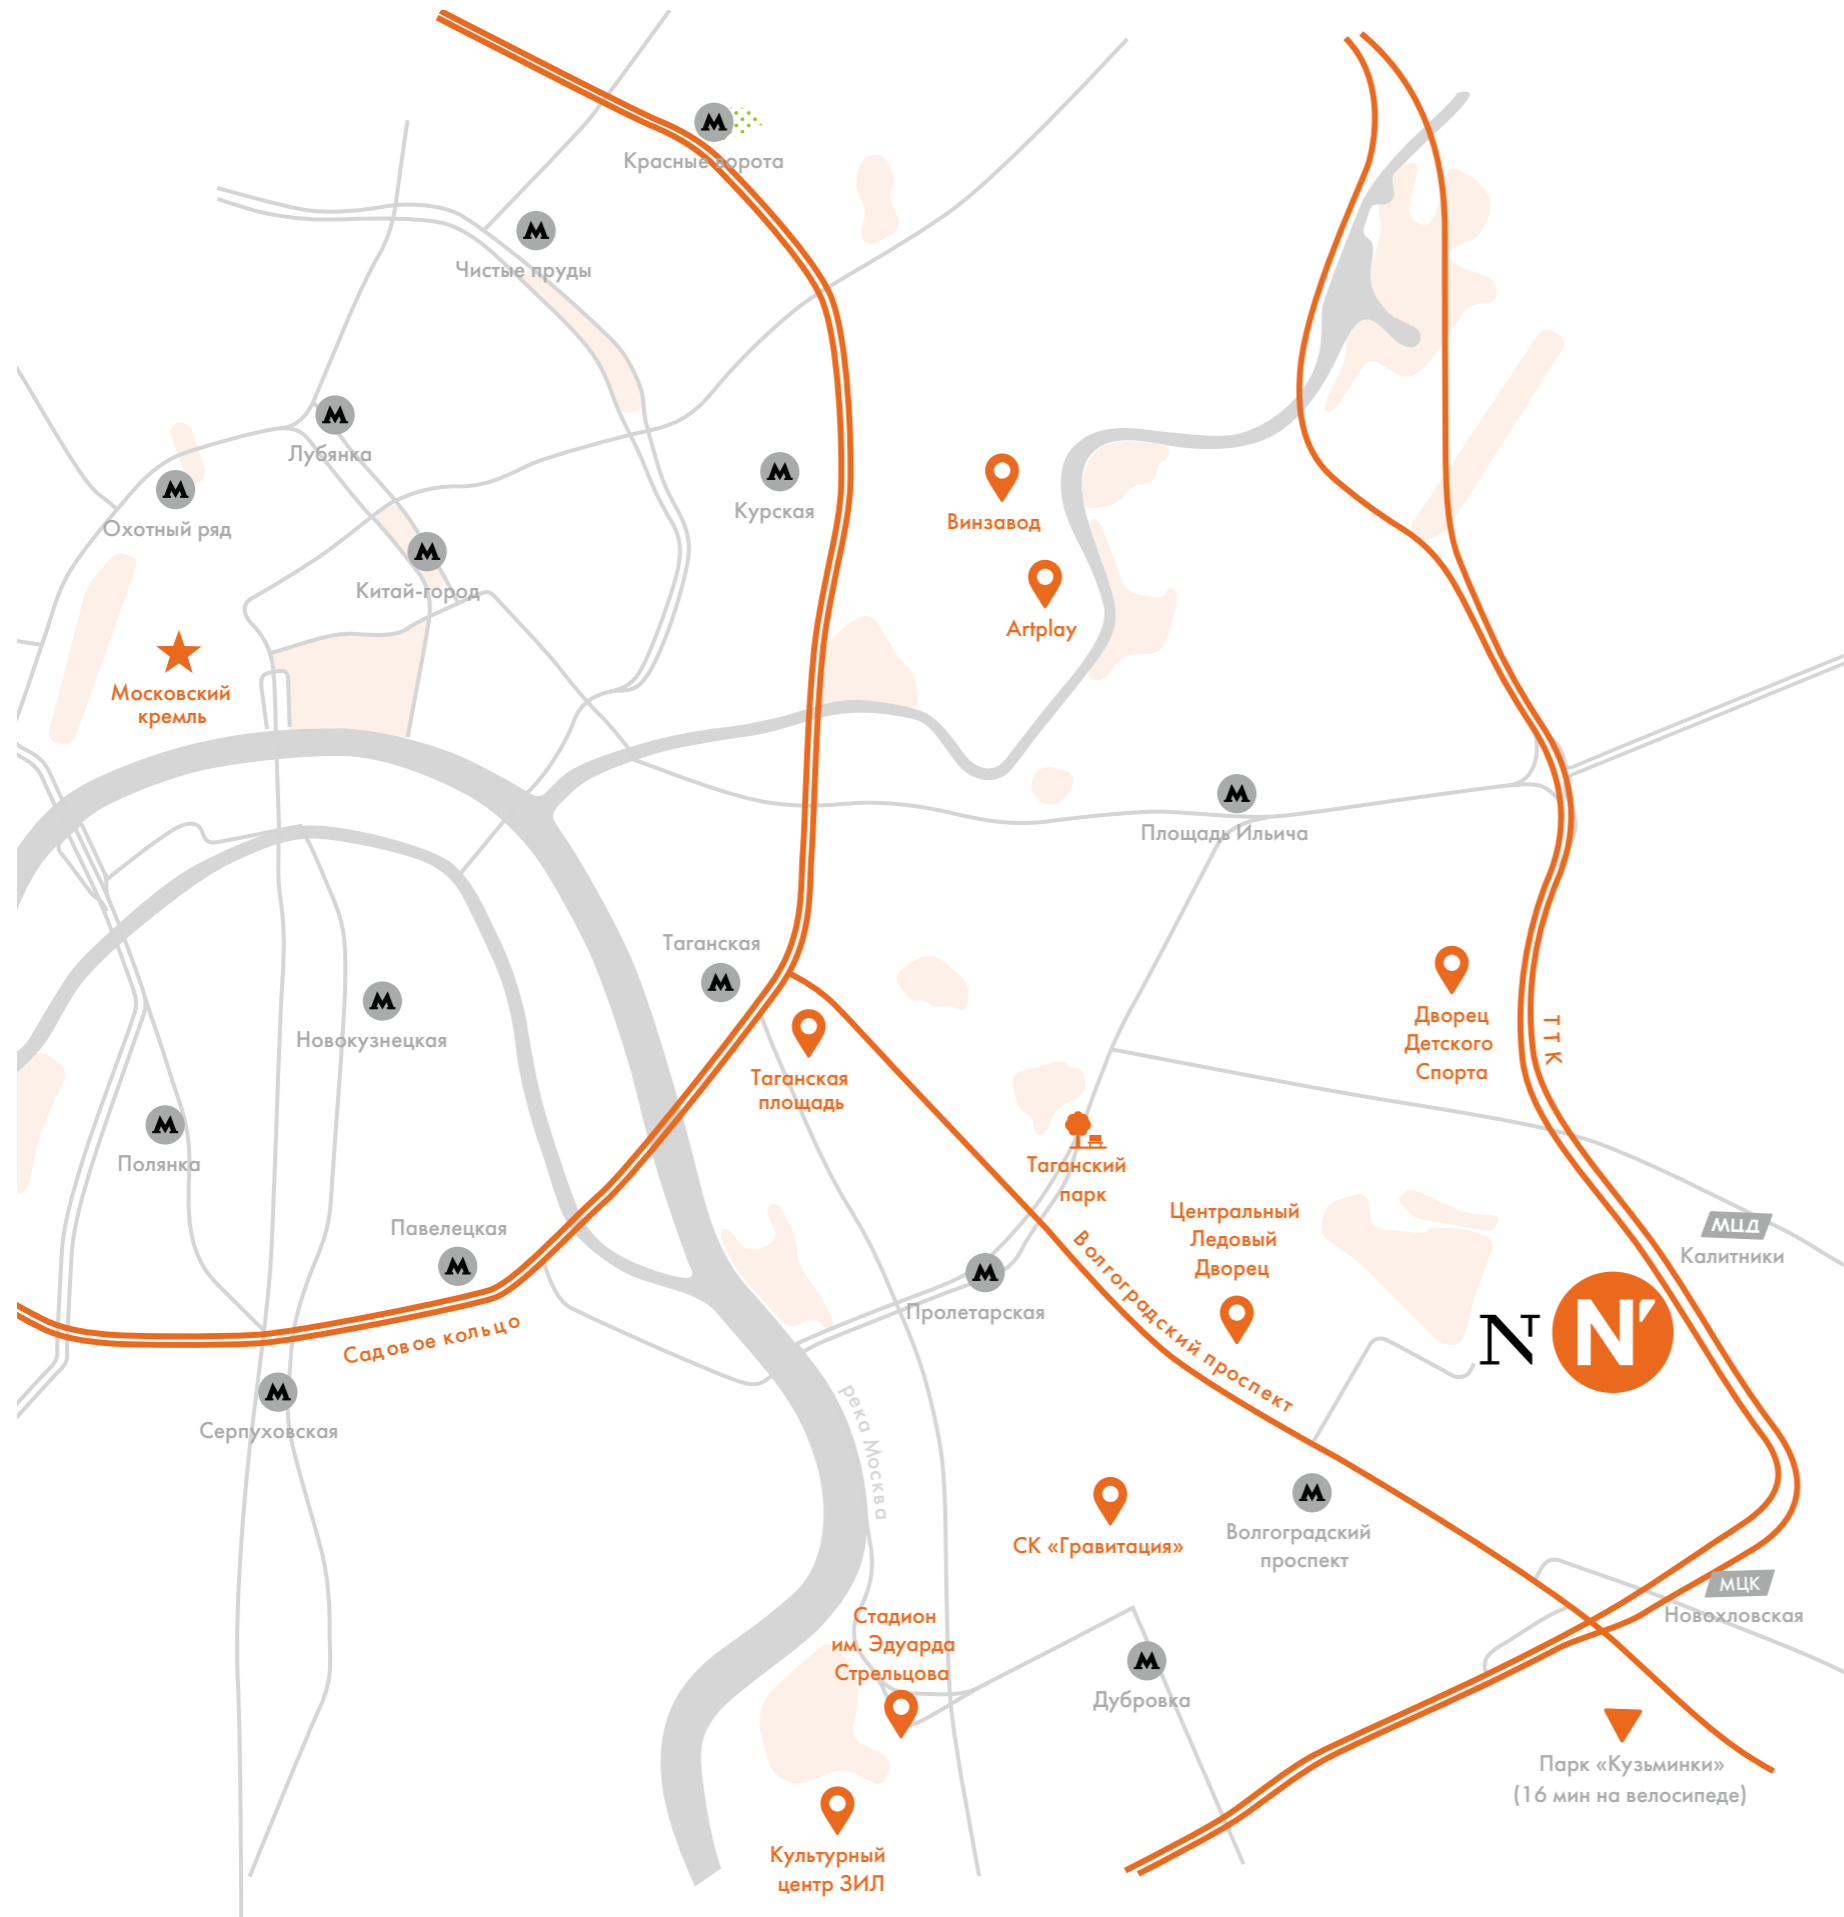 Красные ворота
Чистые пруды
Лубянка
Охотный ряд
Курская
Винзавод
Китай-город
Artplay
Московский
кремль
Площадь Ильича
Таганская
Новокузнецкая
Таганская
площадь
Дворец
Детского
Спорта
ТТК
Полянка
Таганский
парк
Павелецкая
Центральный
Ледовый
Дворец
МЦД
Калитники
Пролетарская
Волгоградский проспект
Садовое кольцо
N
N
река Москва
Серпуховская
СК «Гравитация»
Волгоградский
проспект
МЦК
Новохловская
Стадион
им. Эдуарда
Стрельцова
Дубровка
Парк «Кузьминки»
(16 мин на велосипеде)
Культурный
центр ЗИЛ